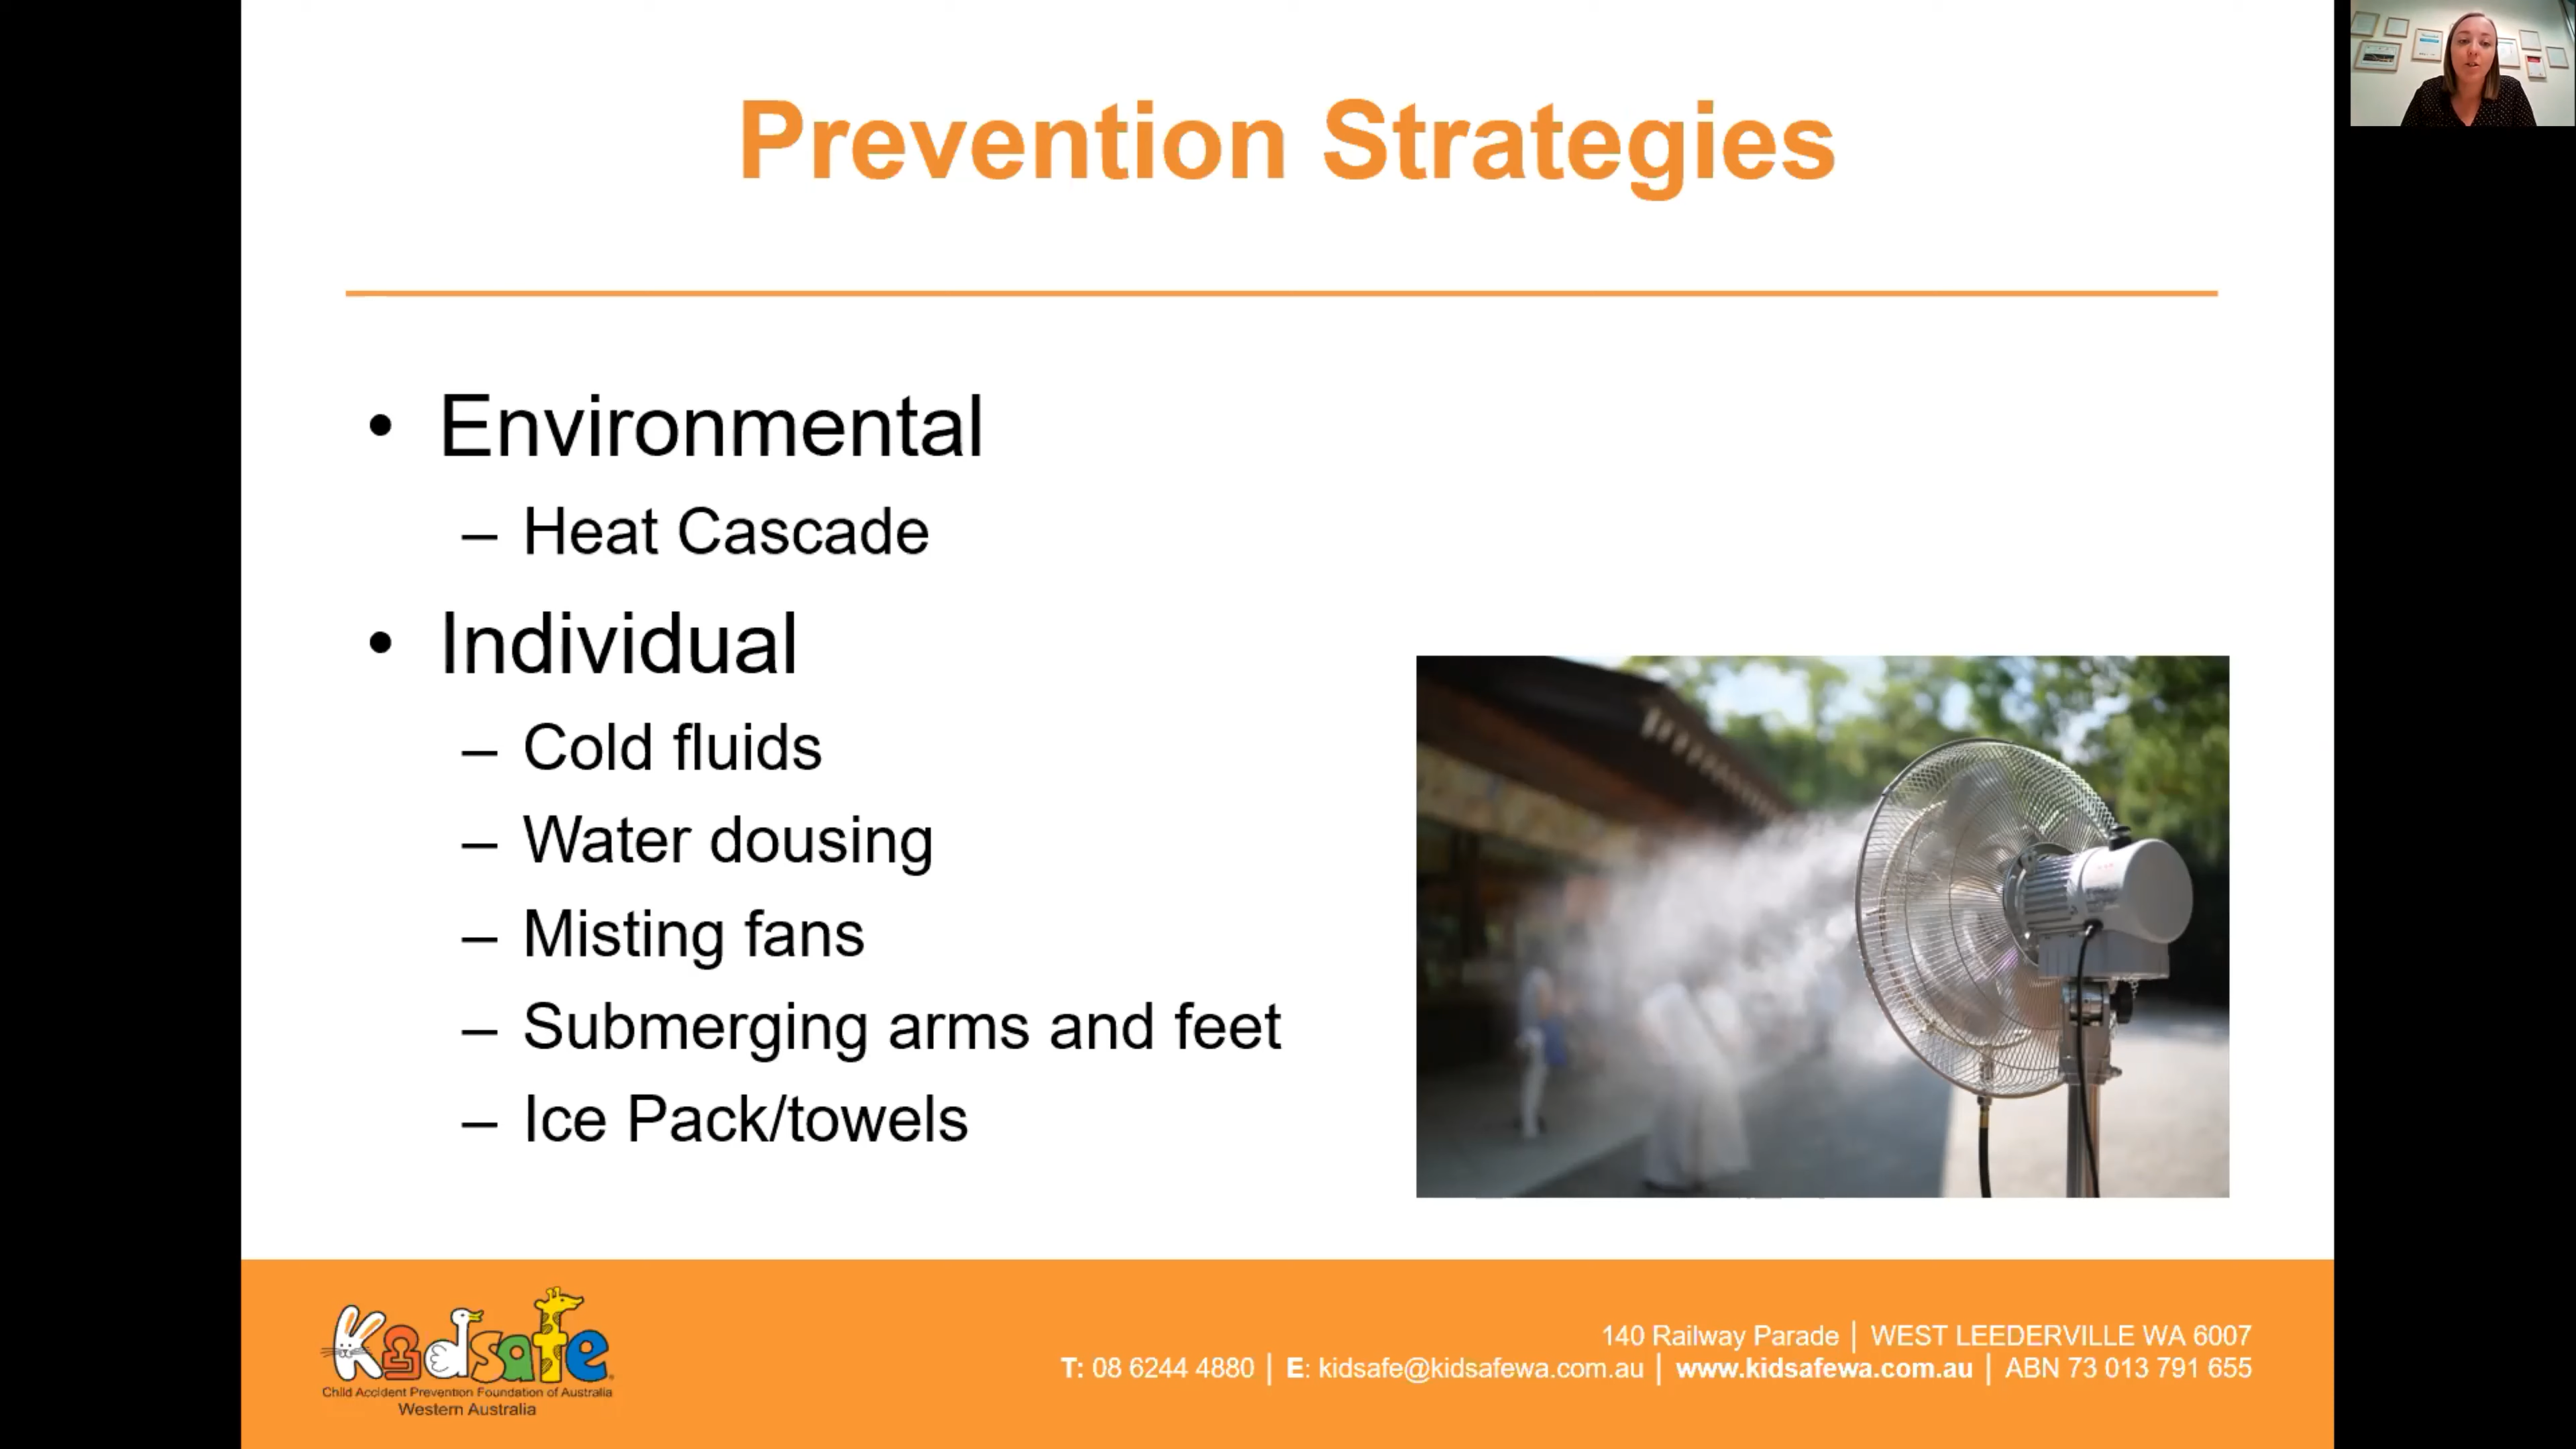 Prevention Strategies
• Environmental
– Heat Cascade
• Individual
– Cold fluids
– Water dousing
– Misting fans
– Submerging arms and feet
– Ice Pack/towels
Kidsafe
Child Accident Prevention Foundation of Australia
Western Australia
140 Railway Parade | WEST LEEDERVILLE WA 6007
T: 08 6244 4880 | E: kidsafe@kidsafewa.com.au | www.kidsafewa.com.au | ABN 73 013 791 655